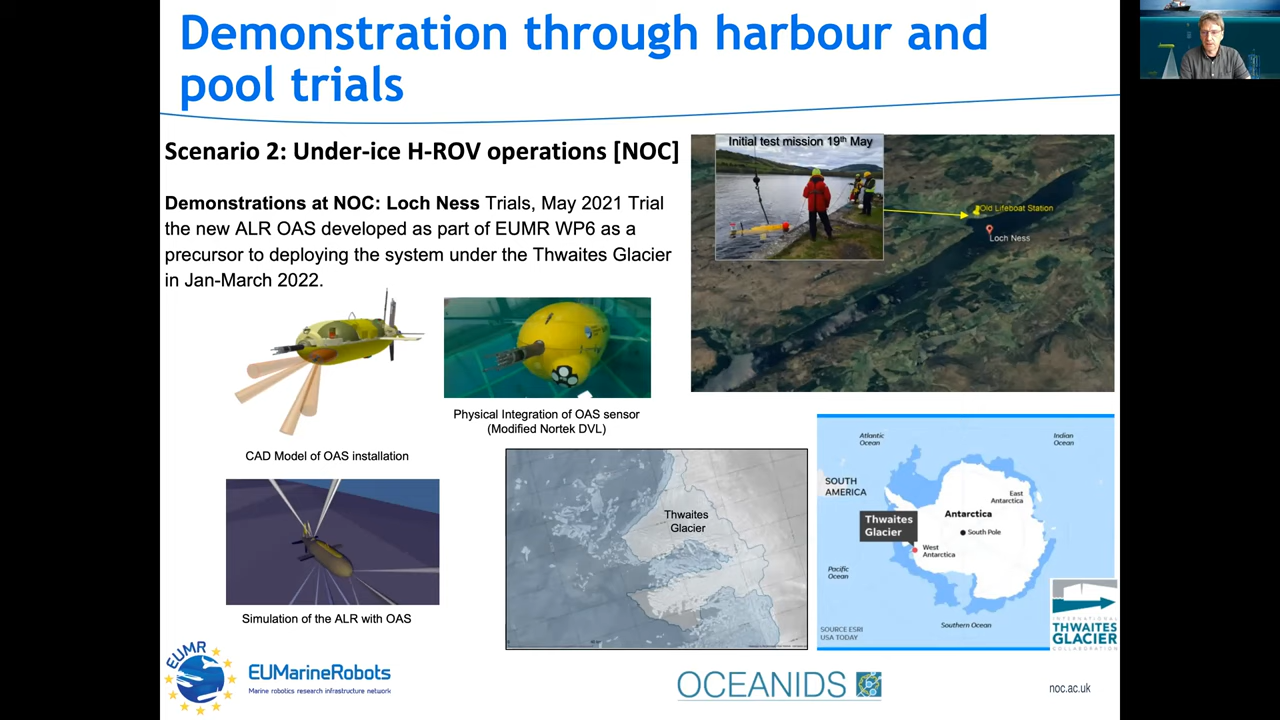 Demonstration through harbour and
pool trials
Scenario 2: Under-ice H-ROV operations [NOC]
Demonstrations at NOC: Loch Ness Trials, May 2021 Trial
the new ALR OAS developed as part of EUMR WP6 as a
precursor to deploying the system under the Thwaites Glacier
in Jan-March 2022.
Initial test mission 19th May
Old Lifeboat Station
Loch Ness
CAD Model of OAS installation
Physical Integration of OAS sensor
(Modified Nortek DVL)
Simulation of the ALR with OAS
Thwaites
Glacier
Atlantic
Ocean
Indian
Ocean
SOUTH
AMERICA
East
Antarctica
Antarctica
Thwaites
Glacier
South Pole
West
Antarctica
Pacific
Ocean
Southern Ocean
SOURCE ESRI
USA TODAY
INTERNATIONAL
THWAITES
GLACIER
COLLABORATION
EUMR
EUMarineRobots
Marine robotics research infrastructure network
OCEANIDS
noc.ac.uk